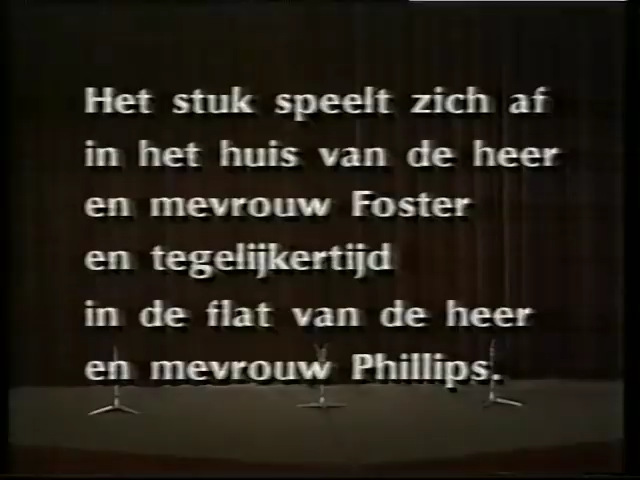 Het stuk speelt zich af
in het huis van de heer
en mevrouw Foster
en tegelijkertijd
in de flat van de heer
en mevrouw Phillips.